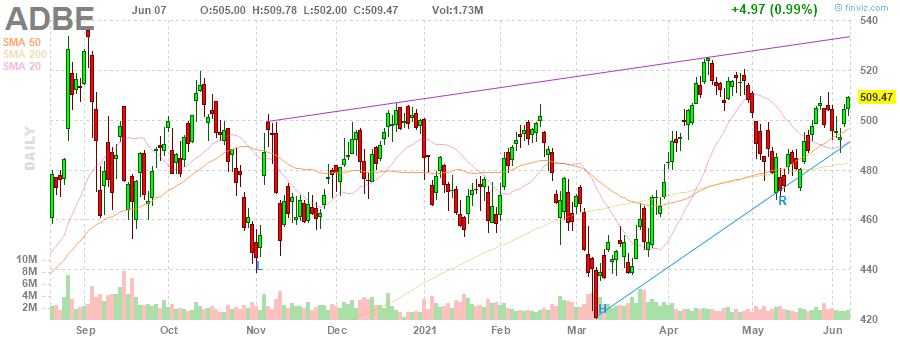 ADBE Jun 07 O:505.00 H:509.78 L:502.00 C:509.47 Vol:1.73M +4.97 (0.99%) © finviz.com
SMA 50
SMA 200
SMA 20
DAILY
540
520
509.47
500
480
460
440
420
10M
8M
6M
4M
2M
L
H
R
Sep Oct Nov Dec 2021 Feb Mar Apr May Jun